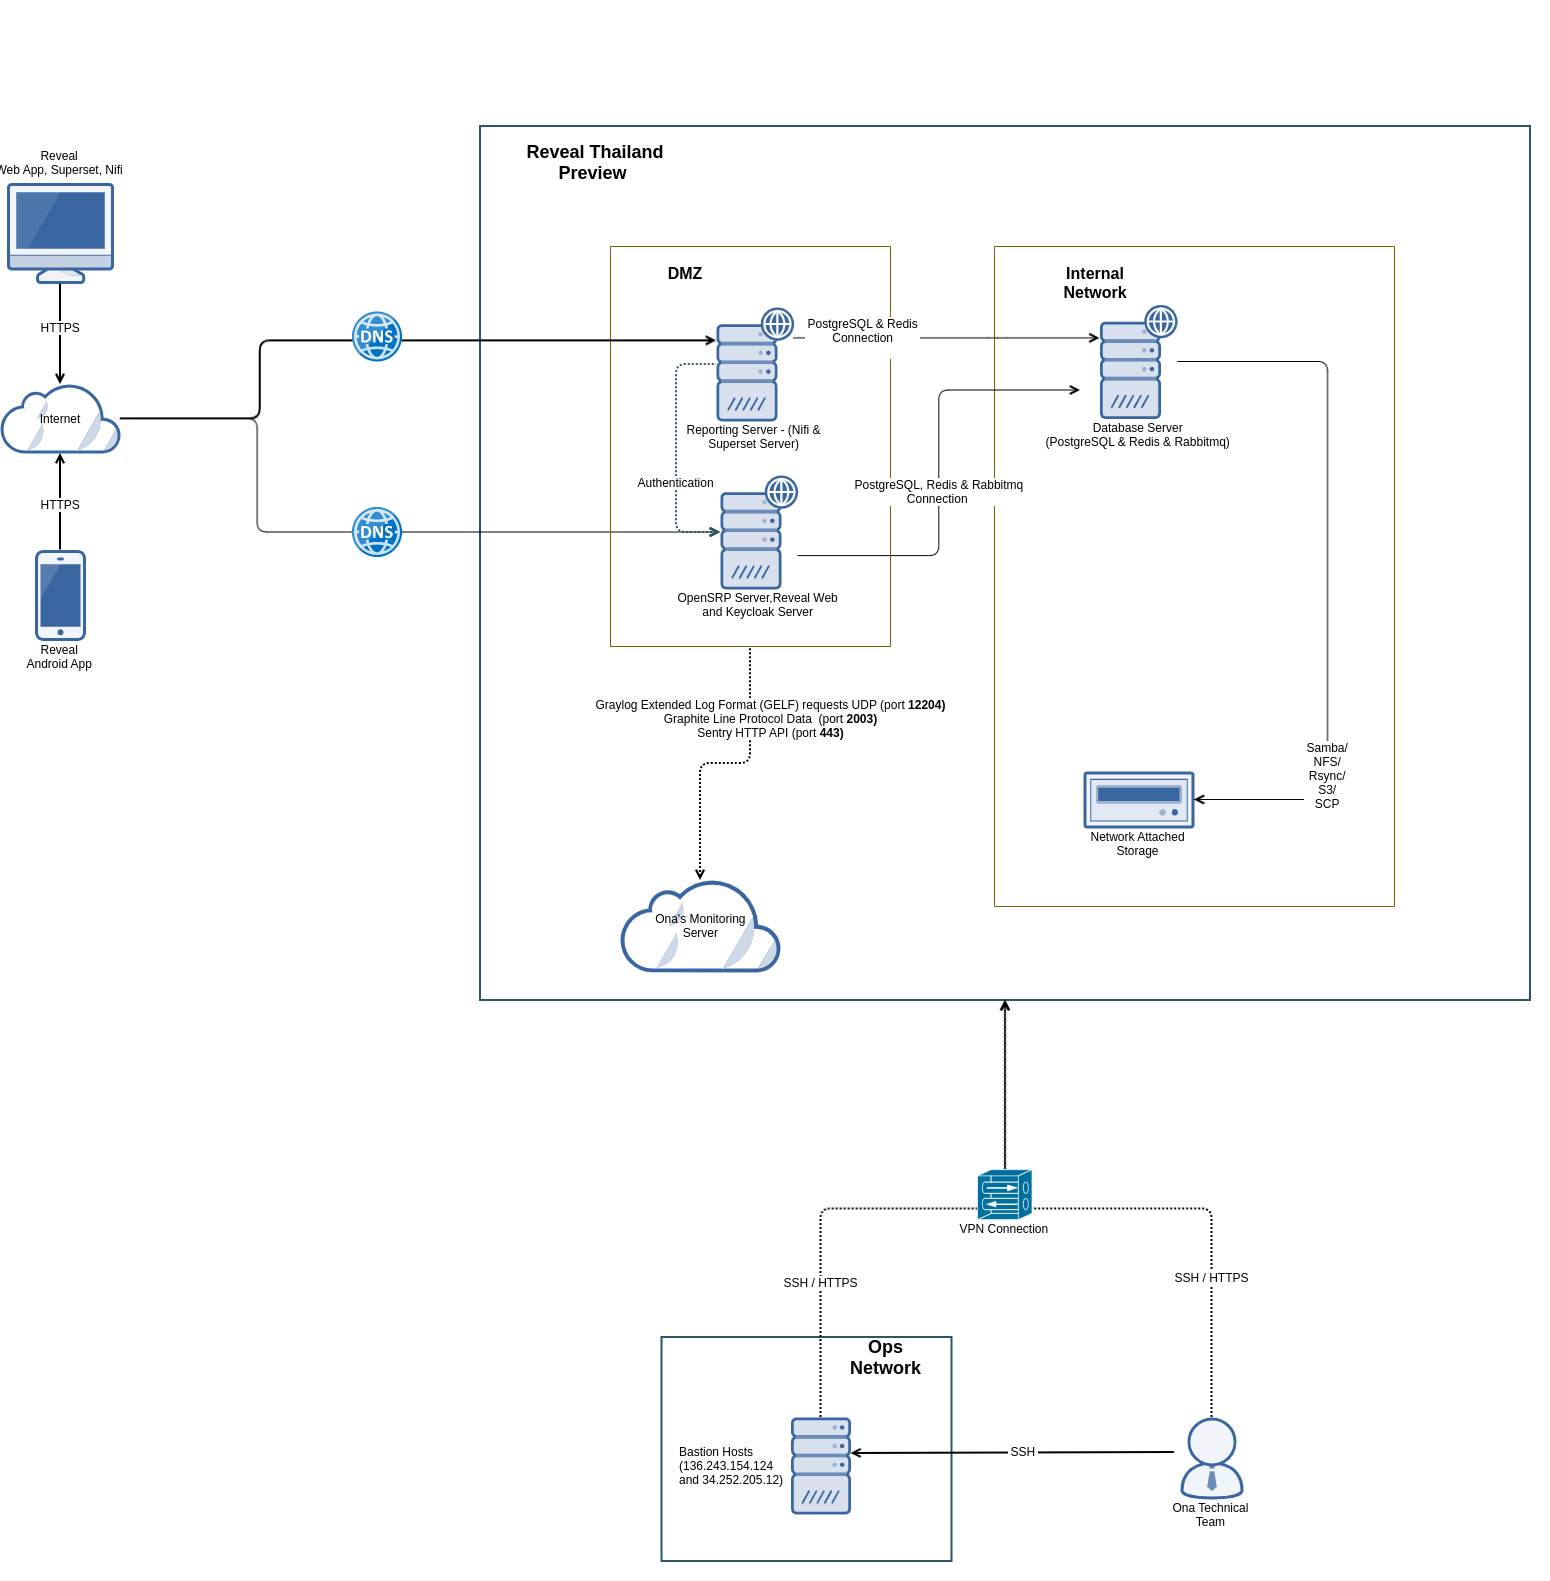 Reveal Thailand
Preview
Reveal
Web App, Superset, Nifi
HTTPS
Internet
HTTPS
Reveal
Android App
DNS
DNS
DMZ
Reporting Server - (Nifi &
Superset Server)
Authentication
OpenSRP Server,Reveal Web
and Keycloak Server
PostgreSQL & Redis
Connection
PostgreSQL, Redis & Rabbitmq
Connection
Internal
Network
Database Server
(PostgreSQL & Redis & Rabbitmq)
Samba/
NFS/
Rsync/
S3/
SCP
Network Attached
Storage
Graylog Extended Log Format (GELF) requests UDP (port 12204)
Graphite Line Protocol Data (port 2003)
Sentry HTTP API (port 443)
Ona's Monitoring
Server
VPN Connection
SSH / HTTPS
SSH / HTTPS
Ops
Network
Bastion Hosts
(136.243.154.124
and 34.252.205.12)
SSH
Ona Technical
Team